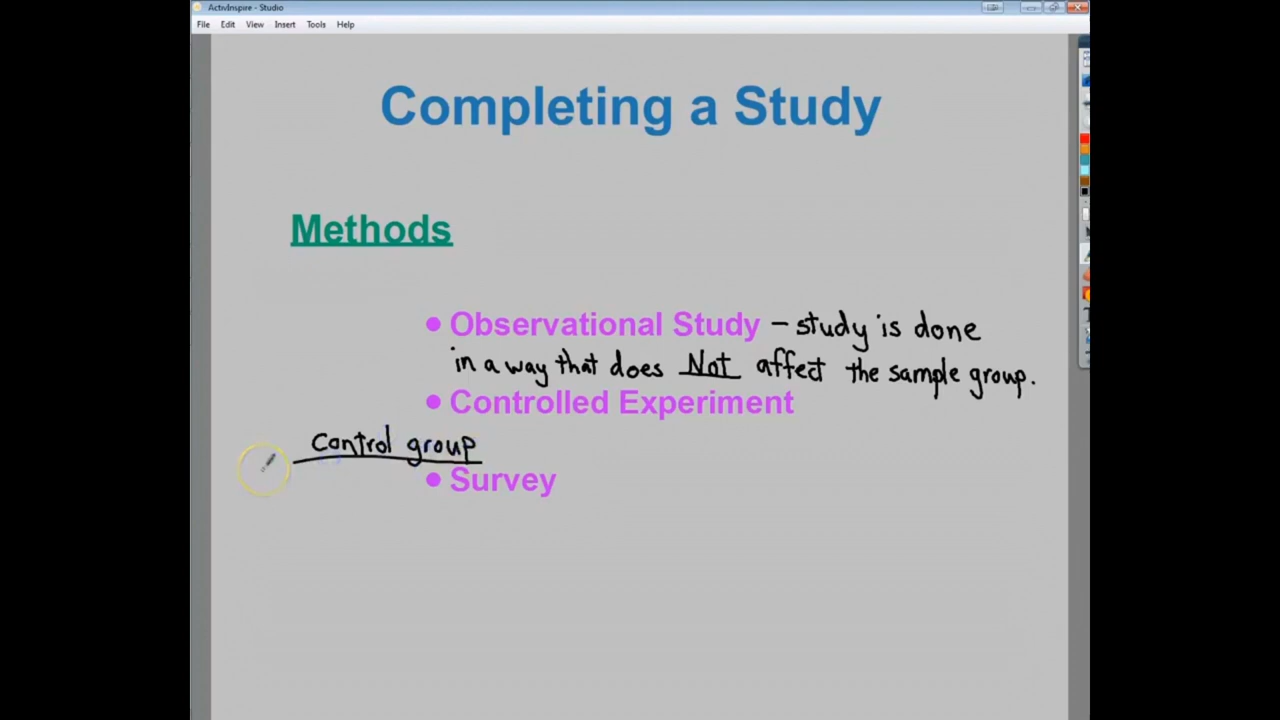 ActivInspire - Studio
File Edit View Insert Tools Help
Completing a Study
Methods
• Observational Study - study is done
in a way that does Not affect the sample group.
• Controlled Experiment
Control group
• Survey